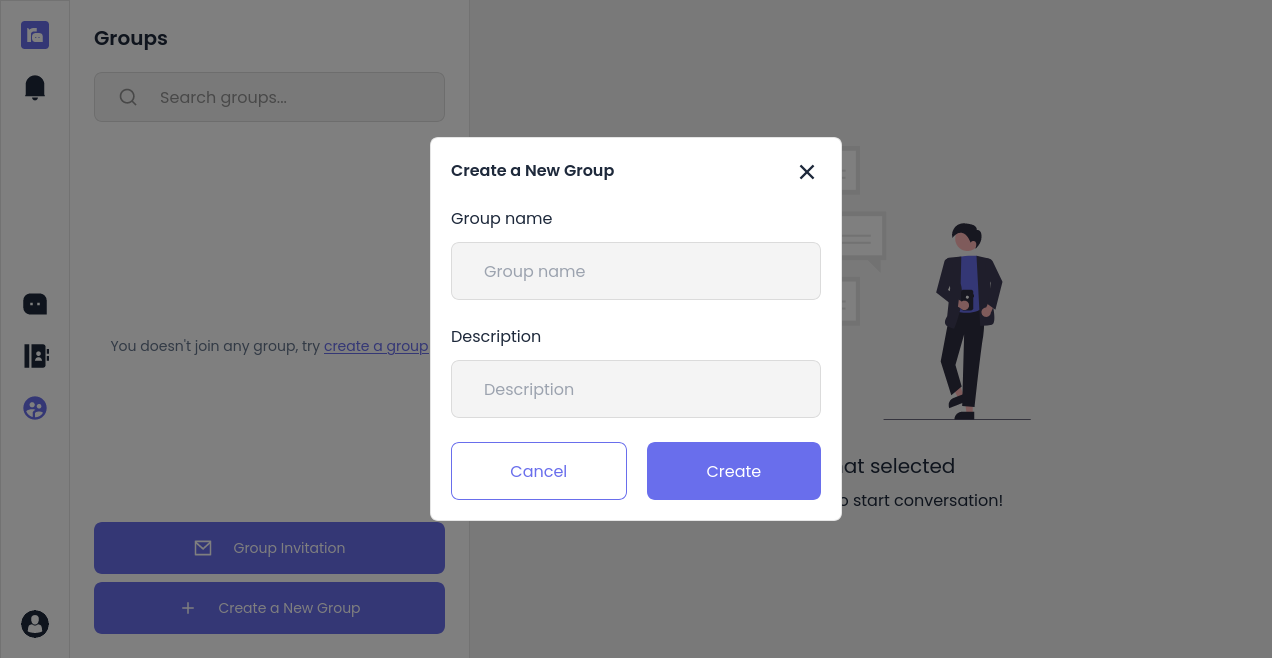 Groups
Search groups...
You doesn't join any group, try create a group
Group Invitation
Create a New Group
Create a New Group
Group name
Group name
Description
Description
Cancel
Create
at selected
start conversation!